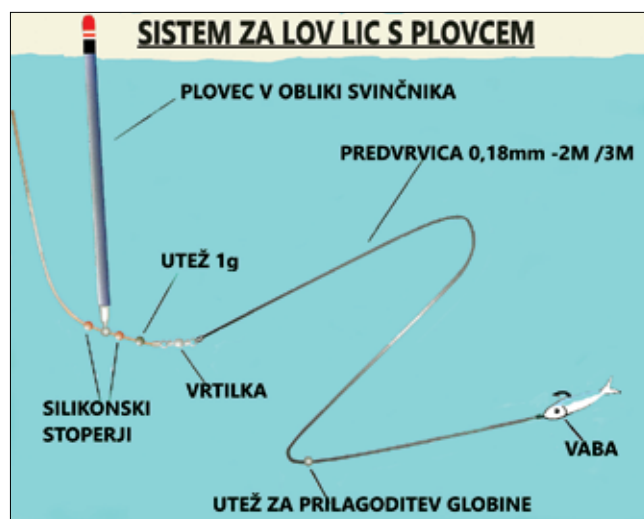 SISTEM ZA LOV LIC S PLOVCEM
PLOVEC V OBLIKI SVINČNIKA
PREDVRVICA 0,18mm -2M /3M
UTEŽ 1g
VRTILKA
SILIKONSKI
STOPERJI
VABA
UTEŽ ZA PRILAGODITEV GLOBINE